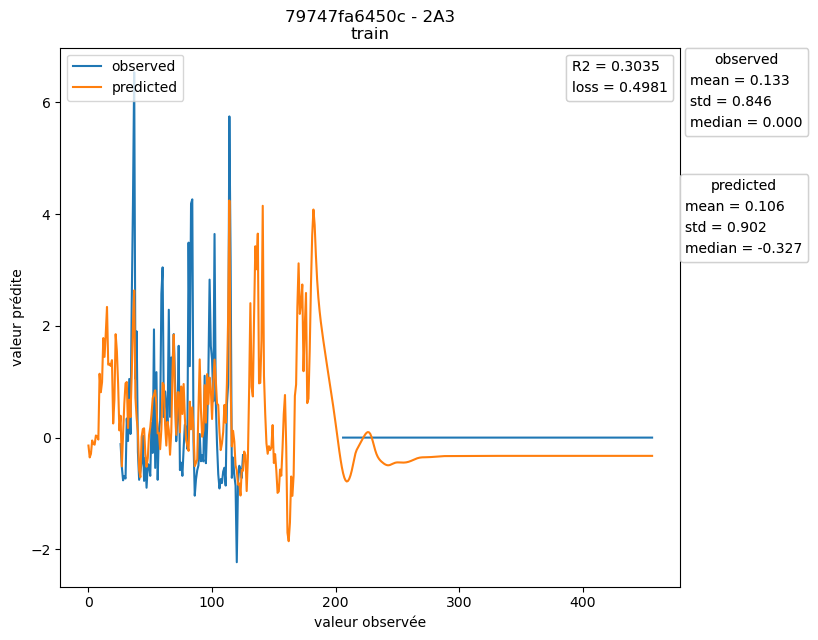 79747fa6450c - 2A3
train
observed
predicted
R2 = 0.3035
loss = 0.4981
observed
mean = 0.133
std = 0.846
median = 0.000
predicted
mean = 0.106
std = 0.902
median = -0.327
valeur prédite
6
4
2
0
−2
0 100 200 300 400
valeur observée